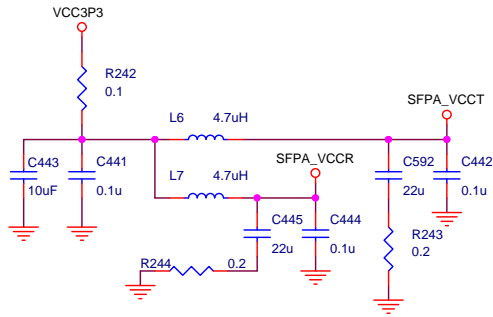 VCC3P3
R242
0.1
L6 4.7uH
SFPA_VCCT
C443
10uF
C441
0.1u
L7 4.7uH
SFPA_VCCR
C592
22u
C442
0.1u
C445
22u
C444
0.1u
R243
0.2
R244 0.2